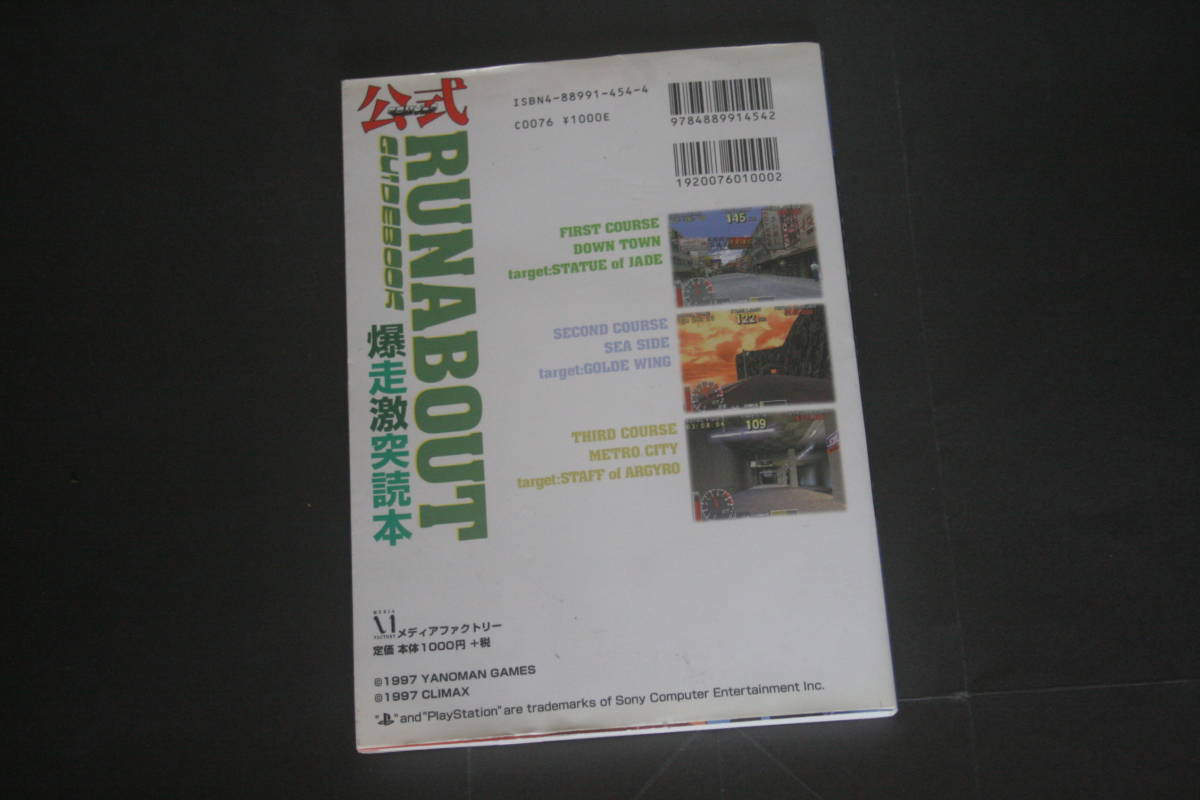 公式
RUNABOUT
GUIDEBOOK
爆走激突読本
ISBN4-88991-454-4
C0076 ¥1000E
9784889914542
1920076010002
FIRST COURSE
DOWN TOWN
target:STATUE of JADE
145
SECOND COURSE
SEA SIDE
target:GOLDE WING
122
THIRD COURSE
METRO CITY
target:STAFF of ARGYRO
109
MEDIA
FACTORY
メディアファクトリー
定価 本体1000円 +税
©1997 YANOMAN GAMES
©1997 CLIMAX
" " and "PlayStation" are trademarks of Sony Computer Entertainment Inc.